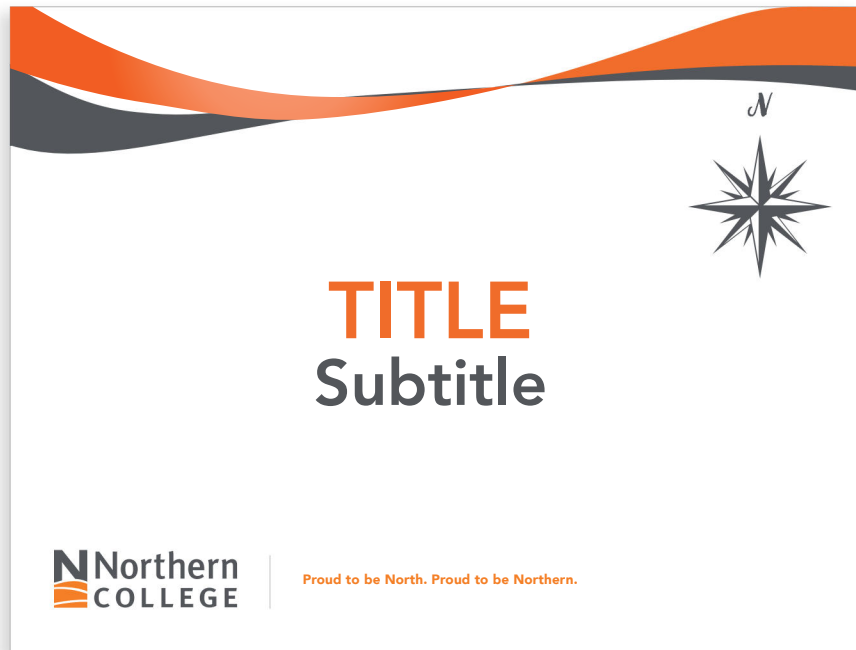 N
TITLE
Subtitle
N Northern
COLLEGE
Proud to be North. Proud to be Northern.